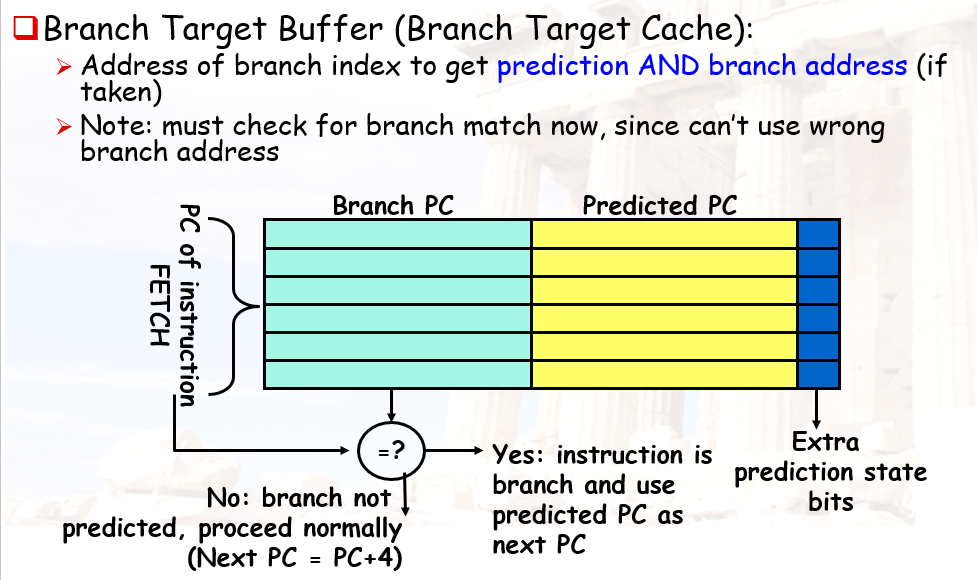 Branch Target Buffer (Branch Target Cache):
Address of branch index to get prediction AND branch address (if
taken)
Note: must check for branch match now, since can't use wrong
branch address
Branch PC
Predicted PC
PC of instruction
FETCH
=?
Yes: instruction is
branch and use
predicted PC as
next PC
No: branch not
predicted, proceed normally
(Next PC = PC+4)
Extra
prediction state
bits